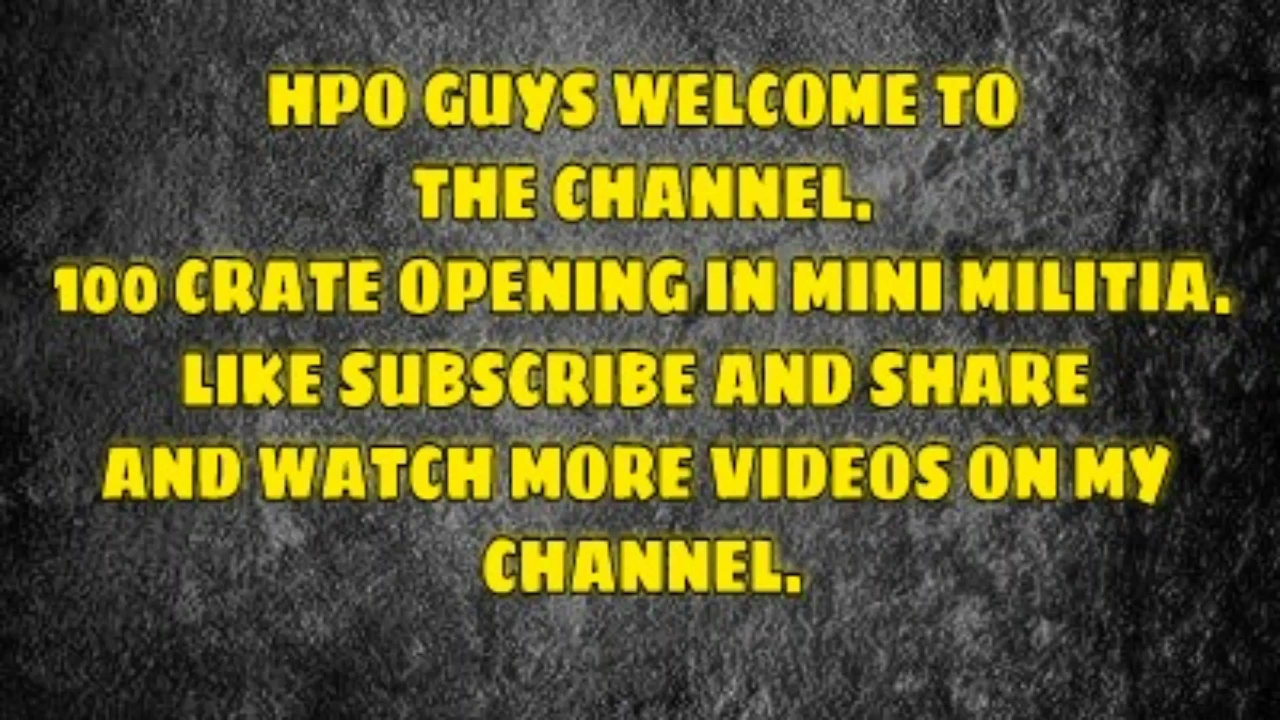 HPO GUYS WELCOME TO
THE CHANNEL.
100 CRATE OPENING IN MINI MILITIA.
LIKE SUBSCRIBE AND SHARE
AND WATCH MORE VIDEOS ON MY
CHANNEL.